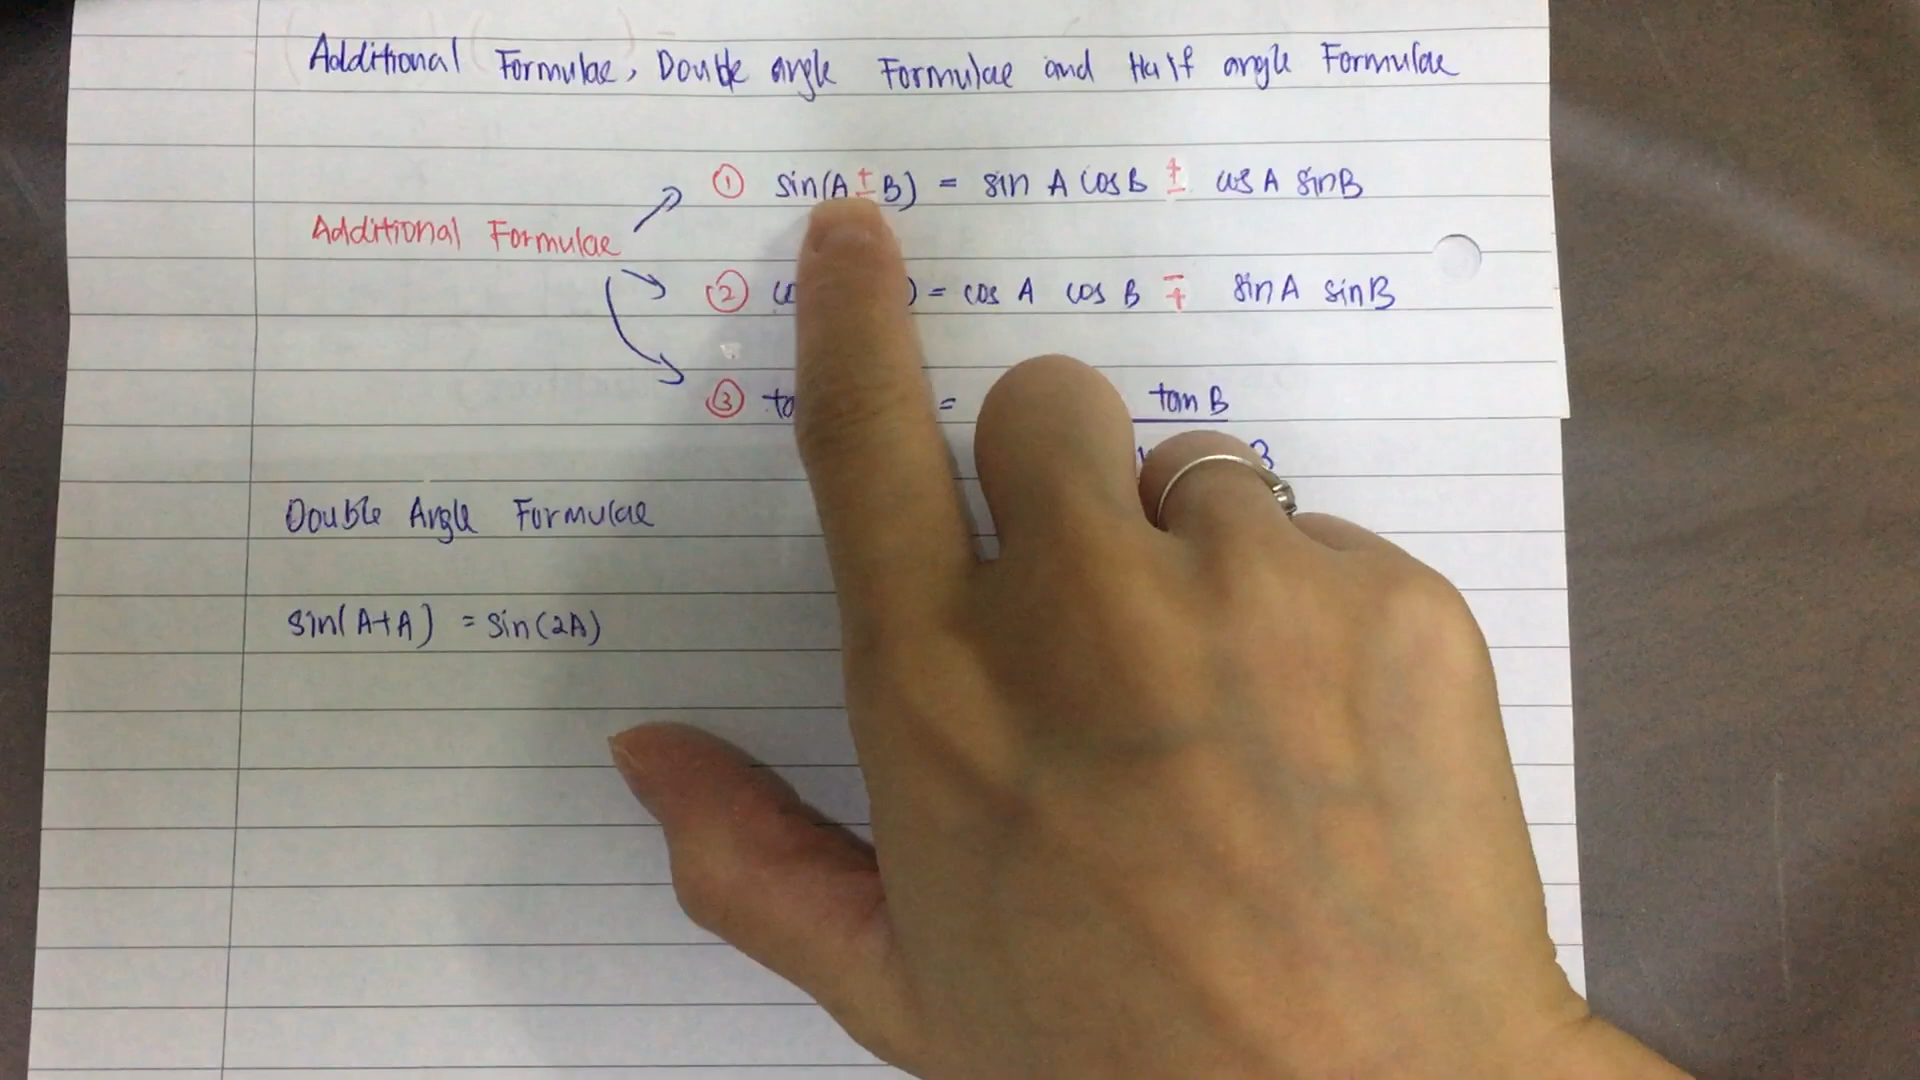 Additional Formulae, Double angle Formulae and Half angle Formulae
① sin(A ± B) = sin A cos B ± cos A sin B
Additional Formulae
② ) = cos A cos B ∓ sin A sin B
③ = tan B
Double Angle Formulae
sin(A+A) = sin(2A)